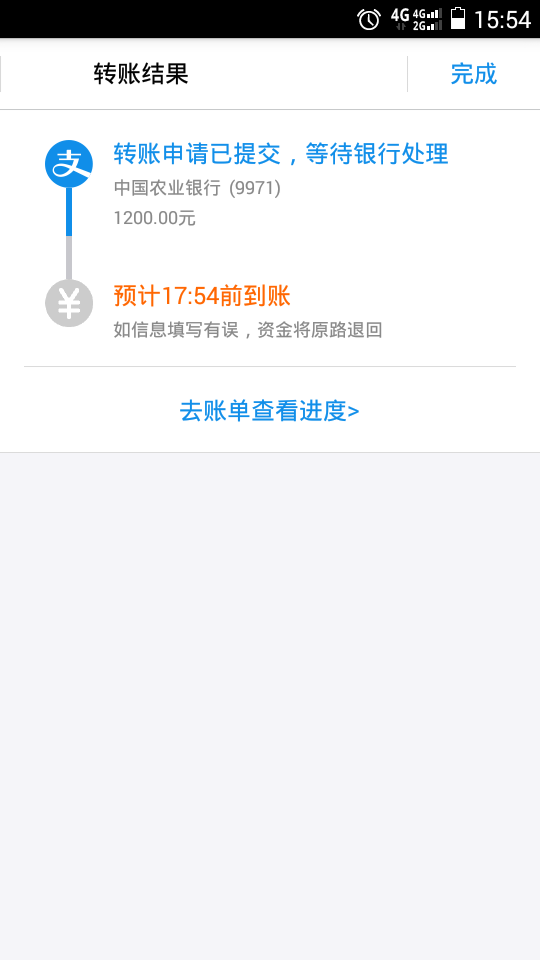 4G 4G 2G 15:54
转账结果 完成
支
转账申请已提交，等待银行处理
中国农业银行 (9971)
1200.00元
¥
预计17:54前到账
如信息填写有误，资金将原路退回
去账单查看进度>